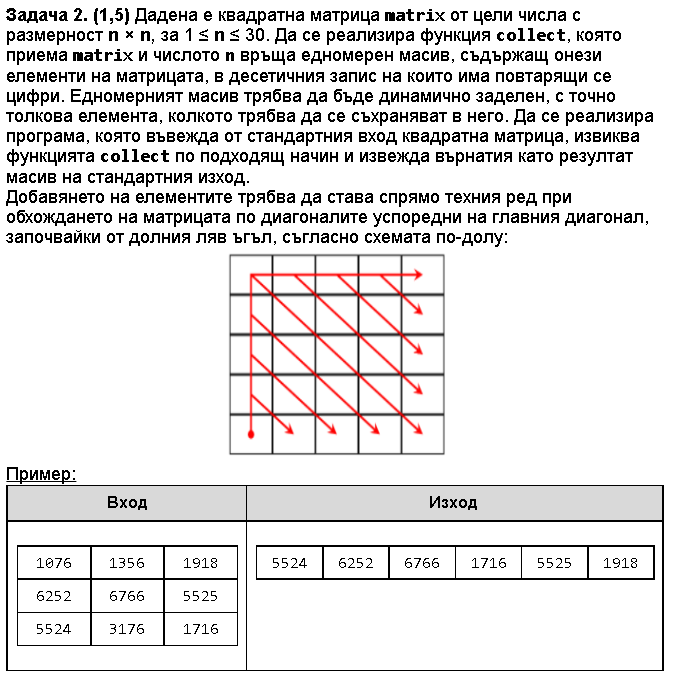 Задача 2. (1,5) Дадена е квадратна матрица matrix от цели числа с
размерност n × n, за 1 ≤ n ≤ 30. Да се реализира функция collect, която
приема matrix и числото n връща едномерен масив, съдържащ онези
елементи на матрицата, в десетичния запис на които има повтарящи се
цифри. Едномерният масив трябва да бъде динамично заделен, с точно
толкова елемента, колкото трябва да се съхраняват в него. Да се реализира
програма, която въвежда от стандартния вход квадратна матрица, извиква
функцията collect по подходящ начин и извежда върнатия като резултат
масив на стандартния изход.
Добавянето на елементите трябва да става спрямо техния ред при
обхождането на матрицата по диагоналите успоредни на главния диагонал,
започвайки от долния ляв ъгъл, съгласно схемата по-долу:
Пример:
Вход Изход
1076 1356 1918 5524 6252 6766 1716 5525 1918
6252 6766 5525
5524 3176 1716